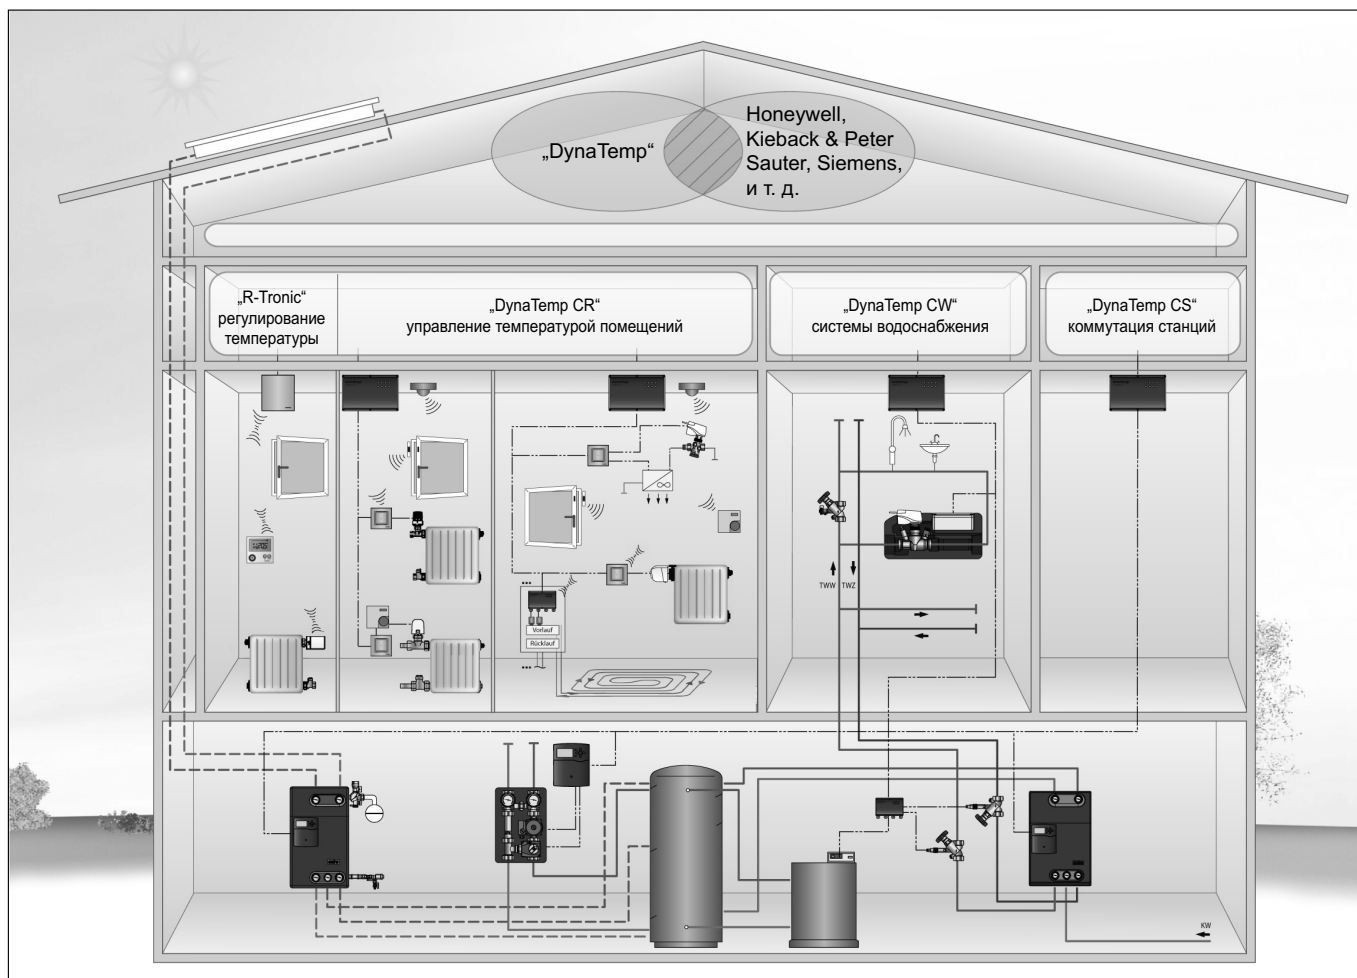 „DynaTemp“
Honeywell,
Kieback & Peter
Sauter, Siemens,
и т. д.
„R-Tronic“
регулирование
температуры
„DynaTemp CR“
управление температурой помещений
„DynaTemp CW“
системы водоснабжения
„DynaTemp CS“
коммутация станций
TWW
TWZ
Vorlauf
Rücklauf
KW